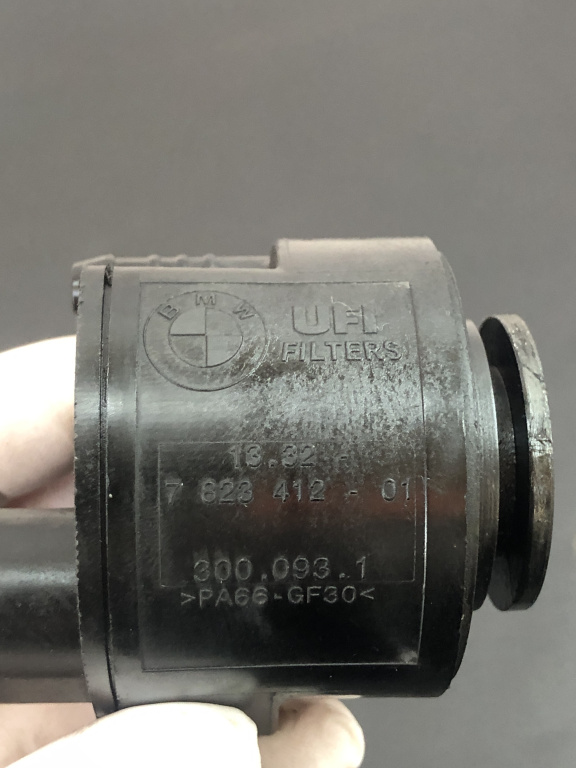 BMW
UFI
FILTERS
13.32 -
7 823 412 - 01
300.093.1
>PA66-GF30<